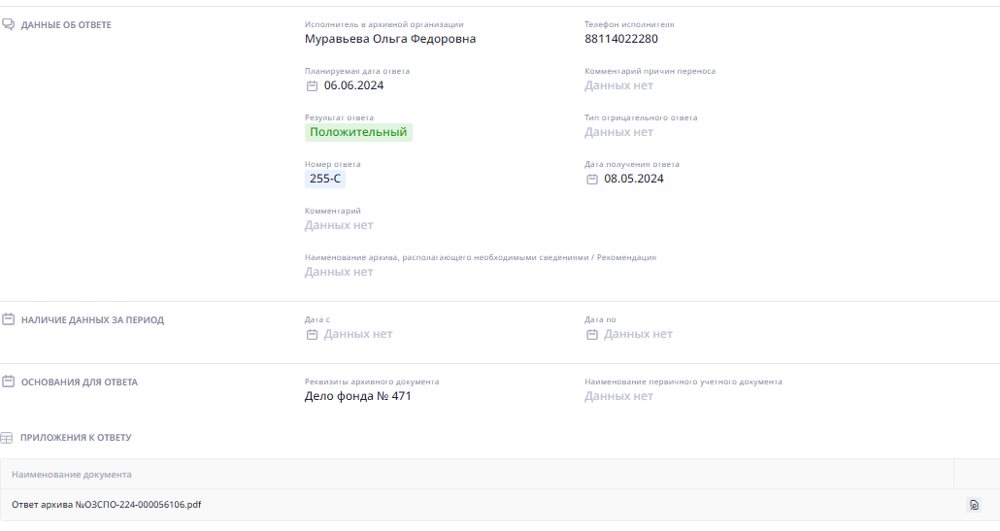 ДАННЫЕ ОБ ОТВЕТЕ
Исполнитель в архивной организации
Муравьева Ольга Федоровна
Телефон исполнителя
88114022280
Планируемая дата ответа
06.06.2024
Комментарий причин переноса
Данных нет
Результат ответа
Положительный
Тип отрицательного ответа
Данных нет
Номер ответа
255-С
Дата получения ответа
08.05.2024
Комментарий
Данных нет
Наименование архива, располагающего необходимыми сведениями / Рекомендация
Данных нет
НАЛИЧИЕ ДАННЫХ ЗА ПЕРИОД
Дата с
Данных нет
Дата по
Данных нет
ОСНОВАНИЯ ДЛЯ ОТВЕТА
Реквизиты архивного документа
Дело фонда № 471
Наименование первичного учетного документа
Данных нет
ПРИЛОЖЕНИЯ К ОТВЕТУ
Наименование документа
Ответ архива №ОЗСПО-224-000056106.pdf